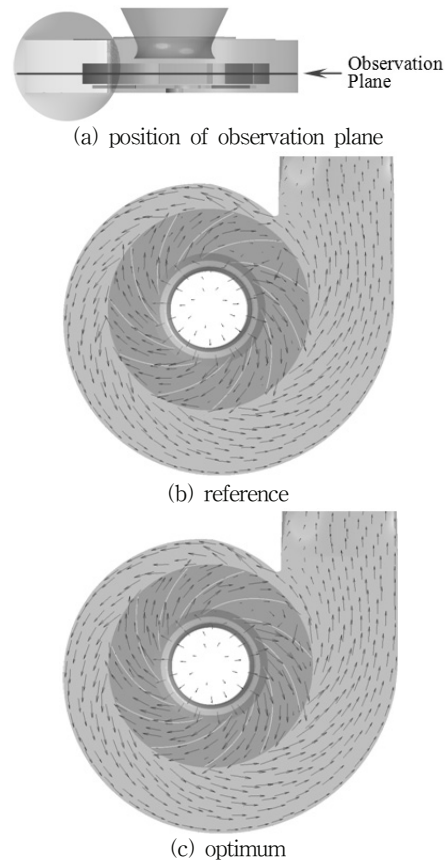 Observation
Plane
(a) position of observation plane
(b) reference
(c) optimum